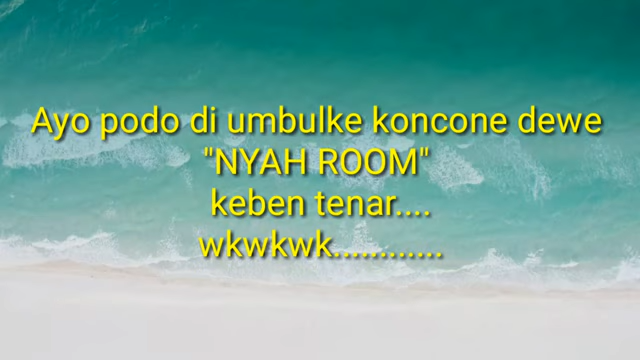 Ayo podo di umbulke koncone dewe
"NYAH ROOM"
keben tenar....
wkwkwk............